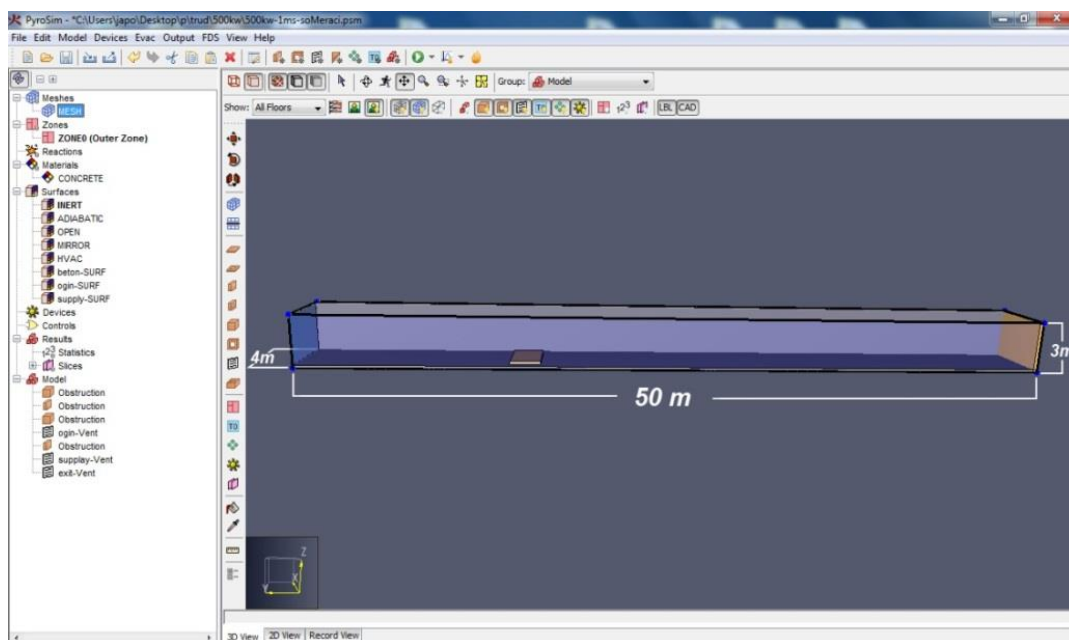 PyroSim - *C:\Users\japo\Desktop\p\trud\500kw\500kw-1ms-soMeraci.psm
File Edit Model Devices Evac Output FDS View Help
Group: Model
Show: All Floors
LBL CAD
Meshes
MESH
Zones
ZONE0 (Outer Zone)
Reactions
Materials
CONCRETE
Surfaces
INERT
ADIABATIC
OPEN
MIRROR
HVAC
beton-SURF
ogin-SURF
supply-SURF
Devices
Controls
Results
Statistics
Slices
Model
Obstruction
Obstruction
Obstruction
ogin-Vent
Obstruction
supplay-Vent
exit-Vent
4m
3m
50 m
Z
X
Y
3D View 2D View Record View